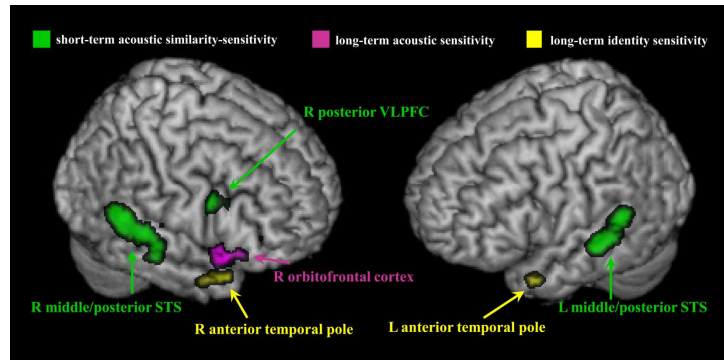 short-term acoustic similarity-sensitivity
long-term acoustic sensitivity
long-term identity sensitivity
R posterior VLPFC
R orbitofrontal cortex
R middle/posterior STS
L middle/posterior STS
R anterior temporal pole
L anterior temporal pole